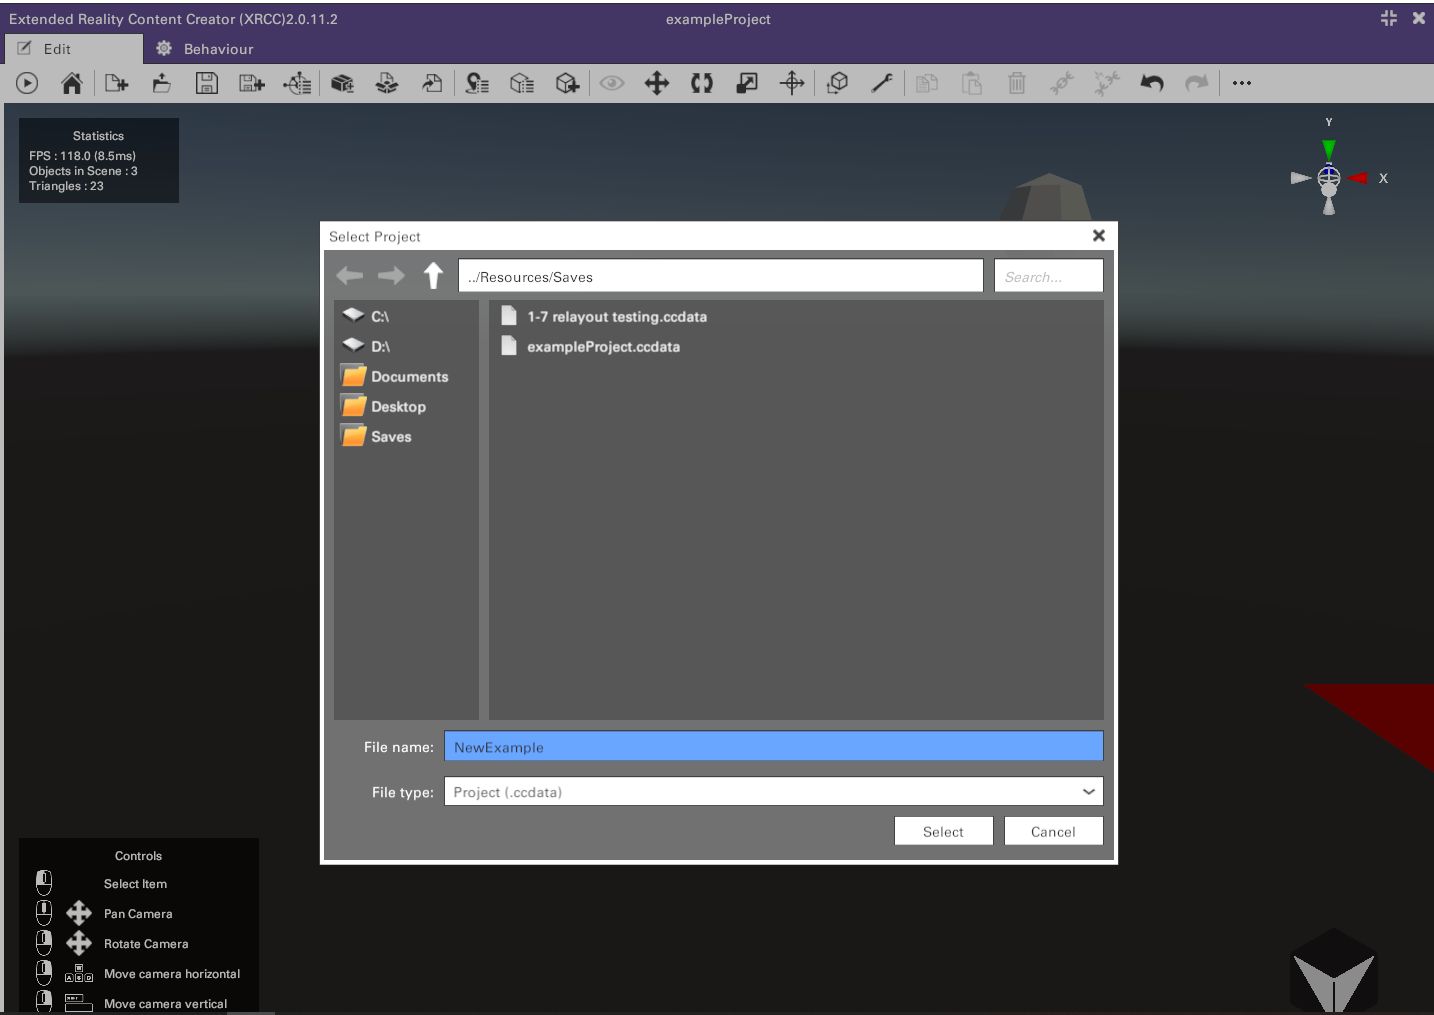 Extended Reality Content Creator (XRCC)2.0.11.2
exampleProject
Edit
Behaviour
Statistics
FPS : 118.0 (8.5ms)
Objects in Scene : 3
Triangles : 23
Y
X
Select Project
../Resources/Saves
Search...
C:\
D:\
Documents
Desktop
Saves
1-7 relayout testing.ccdata
exampleProject.ccdata
File name:
NewExample
File type:
Project (.ccdata)
Select
Cancel
Controls
Select Item
Pan Camera
Rotate Camera
Move camera horizontal
Move camera vertical